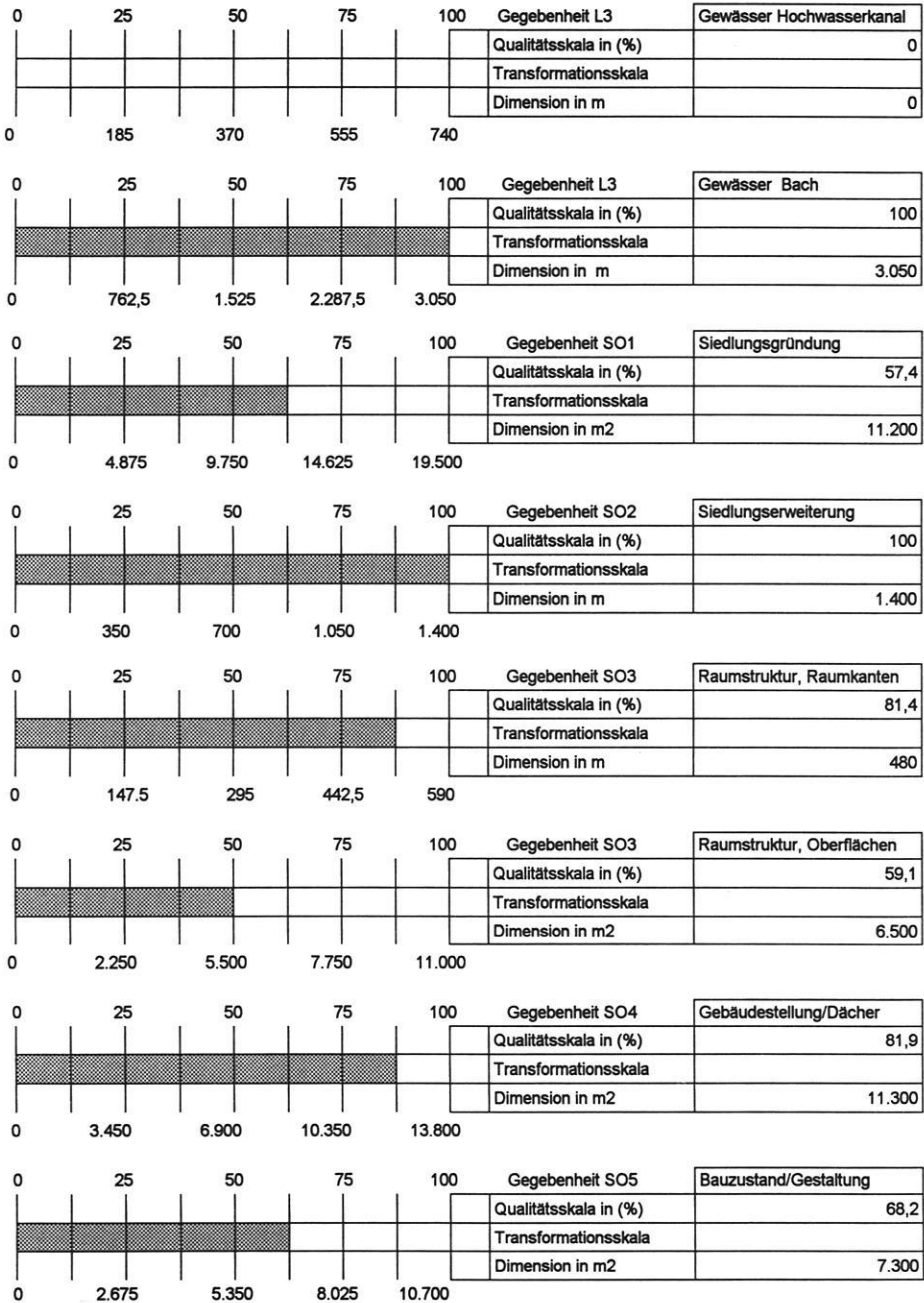 0 25 50 75 100 Gegebenheit L3 Gewässer Hochwasserkanal
Qualitätsskala in (%) 0
Transformationsskala
Dimension in m 0
0 185 370 555 740
0 25 50 75 100 Gegebenheit L3 Gewässer Bach
Qualitätsskala in (%) 100
Transformationsskala
Dimension in m 3.050
0 762,5 1.525 2.287,5 3.050
0 25 50 75 100 Gegebenheit SO1 Siedlungsgründung
Qualitätsskala in (%) 57,4
Transformationsskala
Dimension in m2 11.200
0 4.875 9.750 14.625 19.500
0 25 50 75 100 Gegebenheit SO2 Siedlungserweiterung
Qualitätsskala in (%) 100
Transformationsskala
Dimension in m 1.400
0 350 700 1.050 1.400
0 25 50 75 100 Gegebenheit SO3 Raumstruktur, Raumkanten
Qualitätsskala in (%) 81,4
Transformationsskala
Dimension in m 480
0 147.5 295 442,5 590
0 25 50 75 100 Gegebenheit SO3 Raumstruktur, Oberflächen
Qualitätsskala in (%) 59,1
Transformationsskala
Dimension in m2 6.500
0 2.250 5.500 7.750 11.000
0 25 50 75 100 Gegebenheit SO4 Gebäudestellung/Dächer
Qualitätsskala in (%) 81,9
Transformationsskala
Dimension in m2 11.300
0 3.450 6.900 10.350 13.800
0 25 50 75 100 Gegebenheit SO5 Bauzustand/Gestaltung
Qualitätsskala in (%) 68,2
Transformationsskala
Dimension in m2 7.300
0 2.675 5.350 8.025 10.700